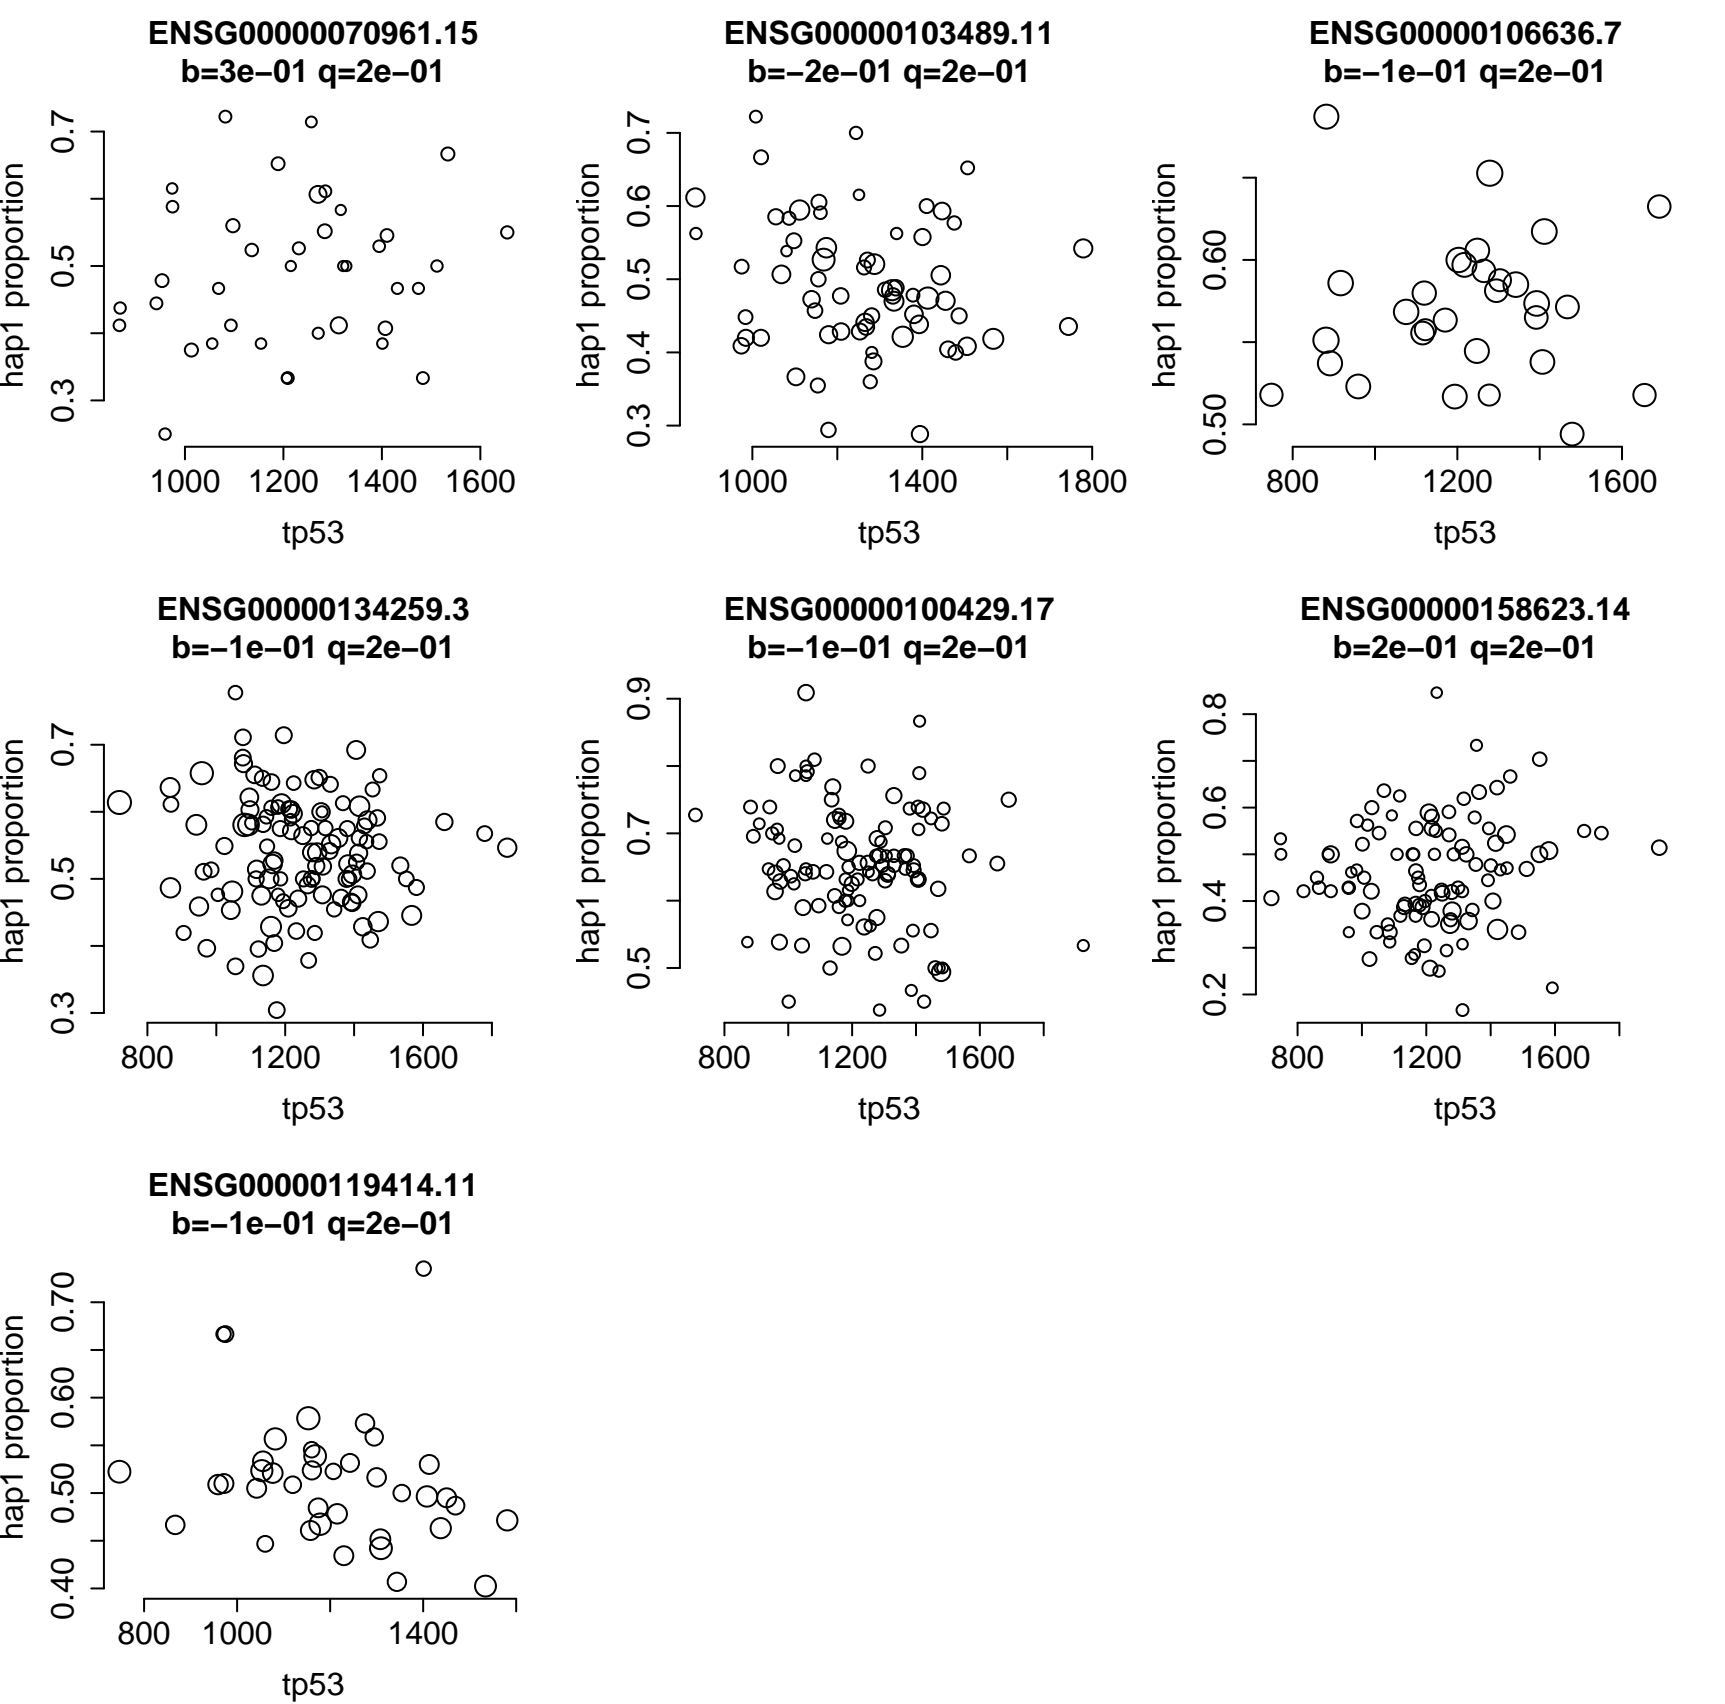 ENSG00000070961.15
b=3e−01 q=2e−01
hap1 proportion
0.3 0.5 0.7
1000 1200 1400 1600
tp53
ENSG00000103489.11
b=−2e−01 q=2e−01
hap1 proportion
0.3 0.4 0.5 0.6 0.7
1000 1400 1800
tp53
ENSG00000106636.7
b=−1e−01 q=2e−01
hap1 proportion
0.50 0.60
800 1200 1600
tp53
ENSG00000134259.3
b=−1e−01 q=2e−01
hap1 proportion
0.3 0.5 0.7
800 1200 1600
tp53
ENSG00000100429.17
b=−1e−01 q=2e−01
hap1 proportion
0.5 0.7 0.9
800 1200 1600
tp53
ENSG00000158623.14
b=2e−01 q=2e−01
hap1 proportion
0.2 0.4 0.6 0.8
800 1200 1600
tp53
ENSG00000119414.11
b=−1e−01 q=2e−01
hap1 proportion
0.40 0.50 0.60 0.70
800 1000 1400
tp53